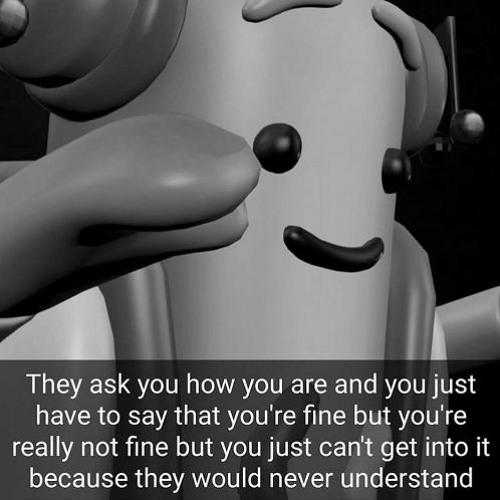 They ask you how you are and you just
have to say that you're fine but you're
really not fine but you just can't get into it
because they would never understand